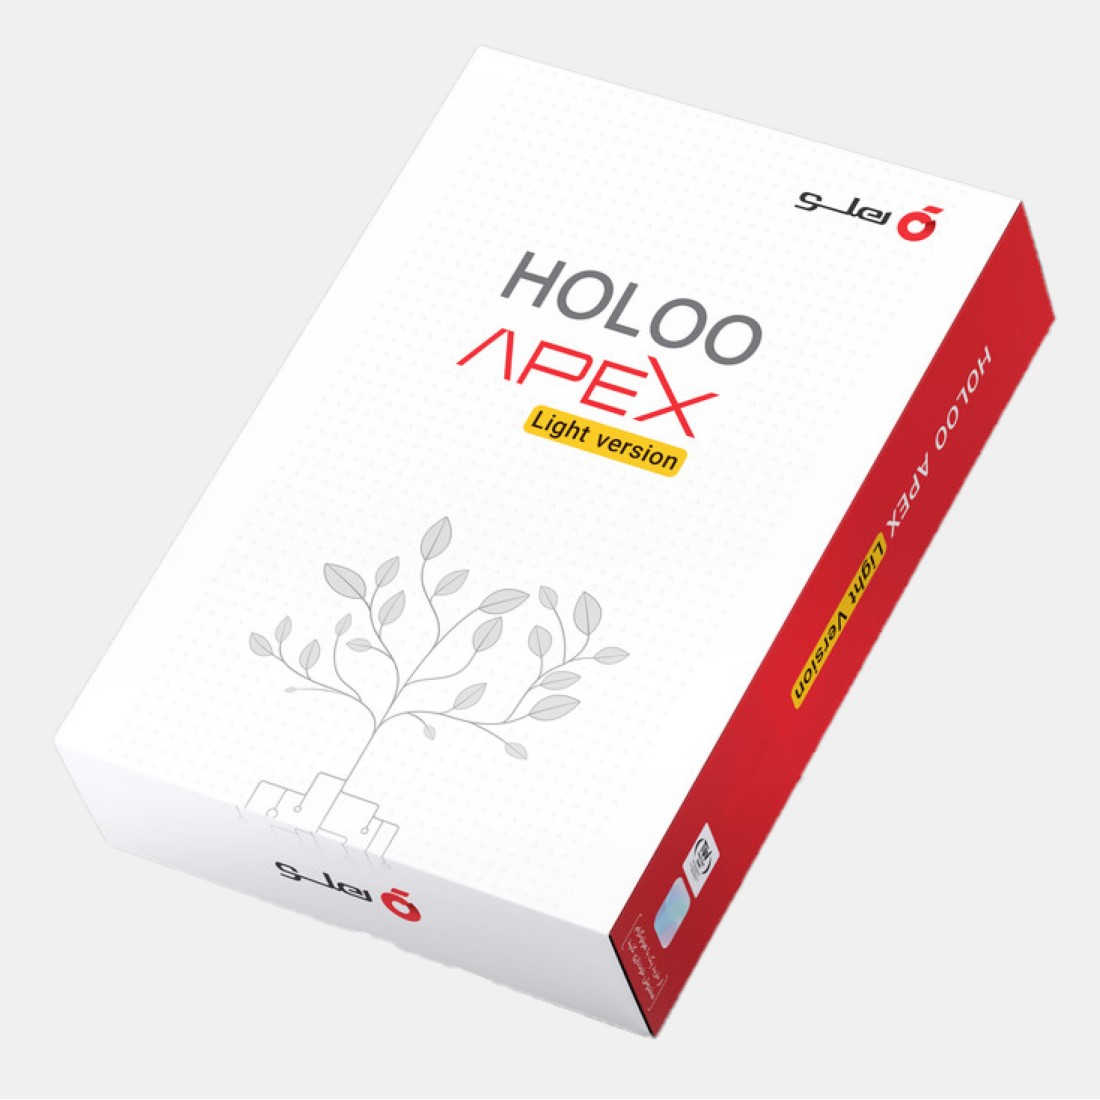 هلو
HOLOO
APEX
Light version
HOLOO APEX Light Version
هلو